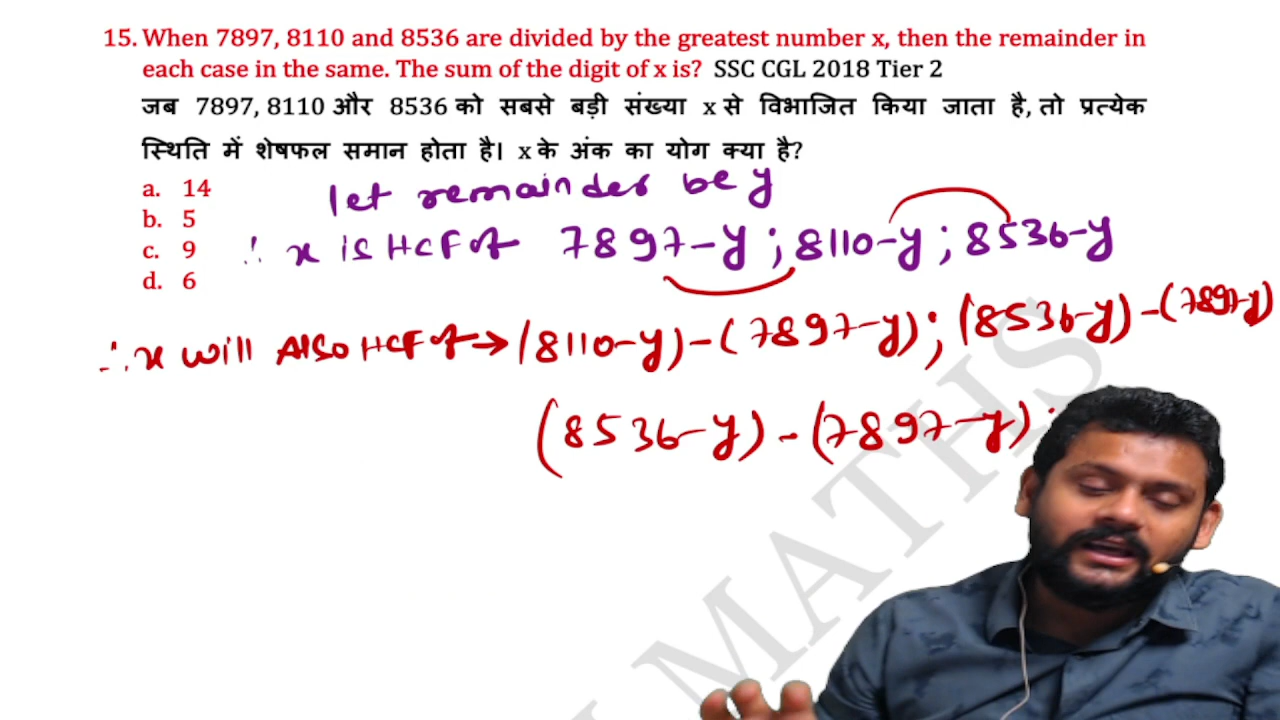 15. When 7897, 8110 and 8536 are divided by the greatest number x, then the remainder in
each case in the same. The sum of the digit of x is? SSC CGL 2018 Tier 2
जब 7897, 8110 और 8536 को सबसे बड़ी संख्या x से विभाजित किया जाता है, तो प्रत्येक
स्थिति में शेषफल समान होता है। x के अंक का योग क्या है?
a. 14
b. 5
c. 9
d. 6
let remainder be y
∴ x is HCF of 7897-y ; 8110-y ; 8536-y
∴ x will Also HCF of → (8110-y)-(7897-y); (8536-y)-(7897-y)
(8536-y)-(7897-y)
MATHS